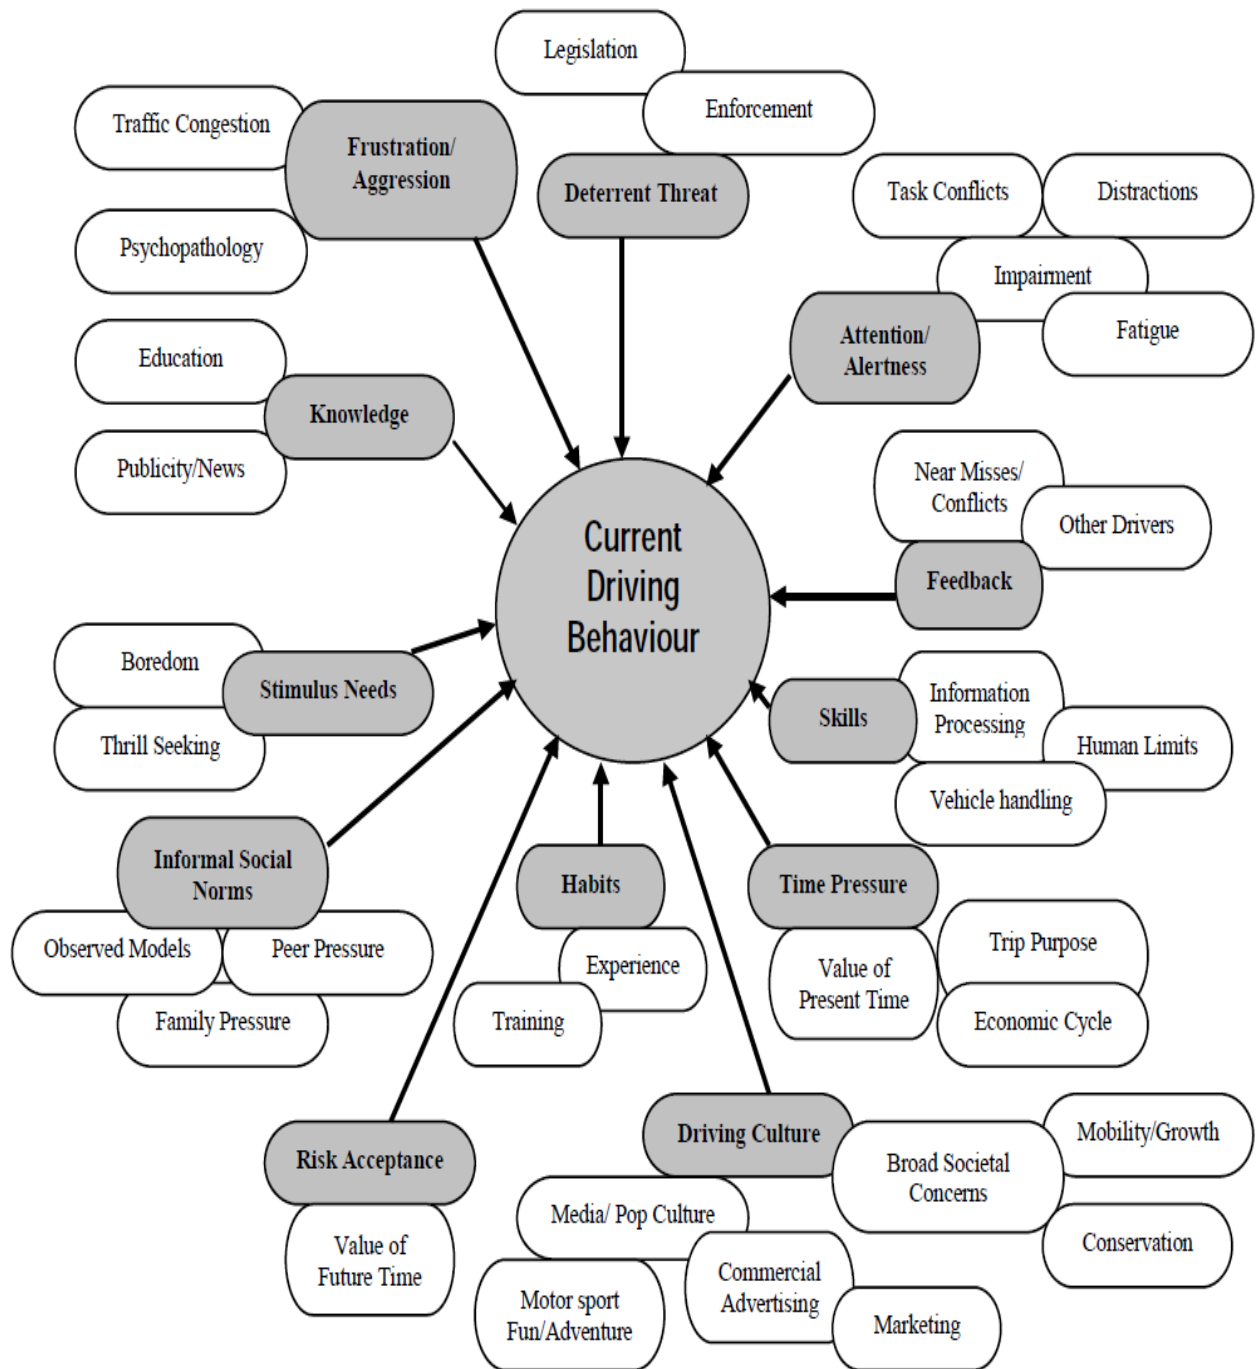 Legislation
Enforcement
Traffic Congestion
Frustration/
Aggression
Deterrent Threat
Task Conflicts
Distractions
Psychopathology
Impairment
Fatigue
Attention/
Alertness
Education
Knowledge
Publicity/News
Near Misses/
Conflicts
Other Drivers
Feedback
Current
Driving
Behaviour
Boredom
Stimulus Needs
Thrill Seeking
Skills
Information
Processing
Human Limits
Vehicle handling
Informal Social
Norms
Observed Models
Peer Pressure
Family Pressure
Habits
Experience
Training
Time Pressure
Value of
Present Time
Trip Purpose
Economic Cycle
Risk Acceptance
Value of
Future Time
Driving Culture
Broad Societal
Concerns
Mobility/Growth
Conservation
Media/ Pop Culture
Motor sport
Fun/Adventure
Commercial
Advertising
Marketing